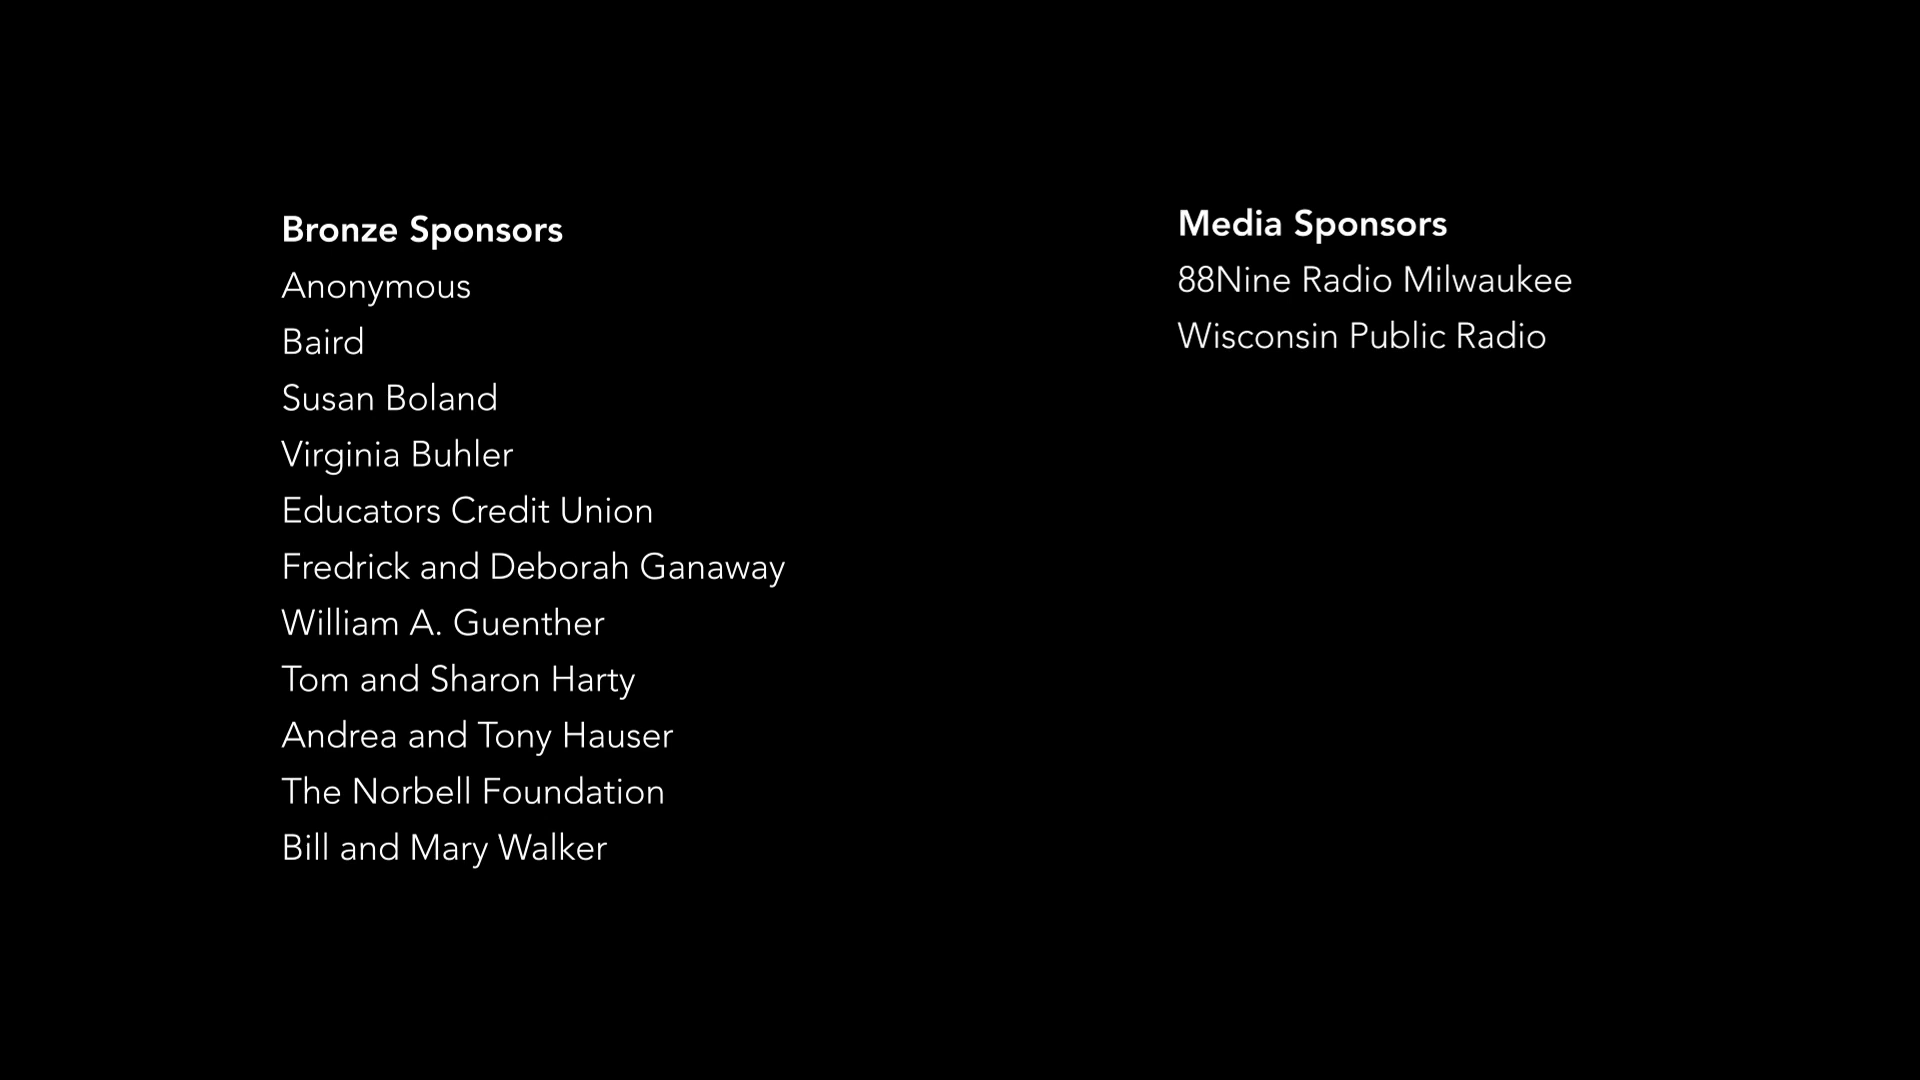 Bronze Sponsors
Anonymous
Baird
Susan Boland
Virginia Buhler
Educators Credit Union
Fredrick and Deborah Ganaway
William A. Guenther
Tom and Sharon Harty
Andrea and Tony Hauser
The Norbell Foundation
Bill and Mary Walker
Media Sponsors
88Nine Radio Milwaukee
Wisconsin Public Radio